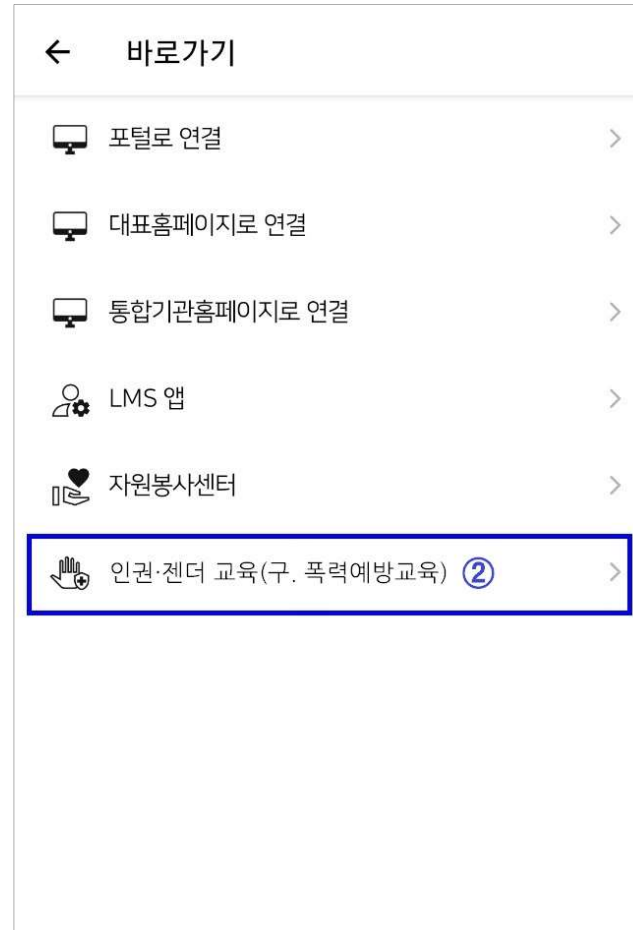 ← 바로가기
포털로 연결 >
대표홈페이지로 연결 >
통합기관홈페이지로 연결 >
LMS 앱 >
자원봉사센터 >
인권·젠더 교육(구. 폭력예방교육) ② >